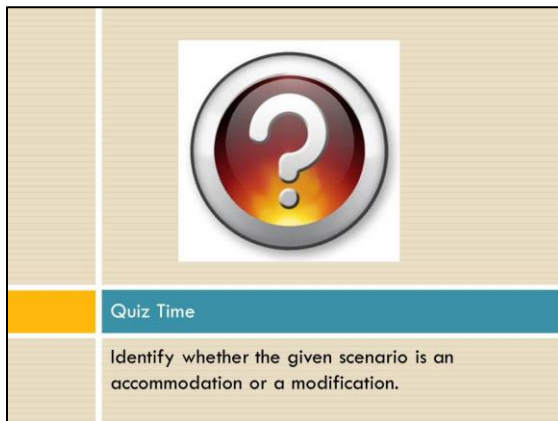 Quiz Time
Identify whether the given scenario is an
accommodation or a modification.